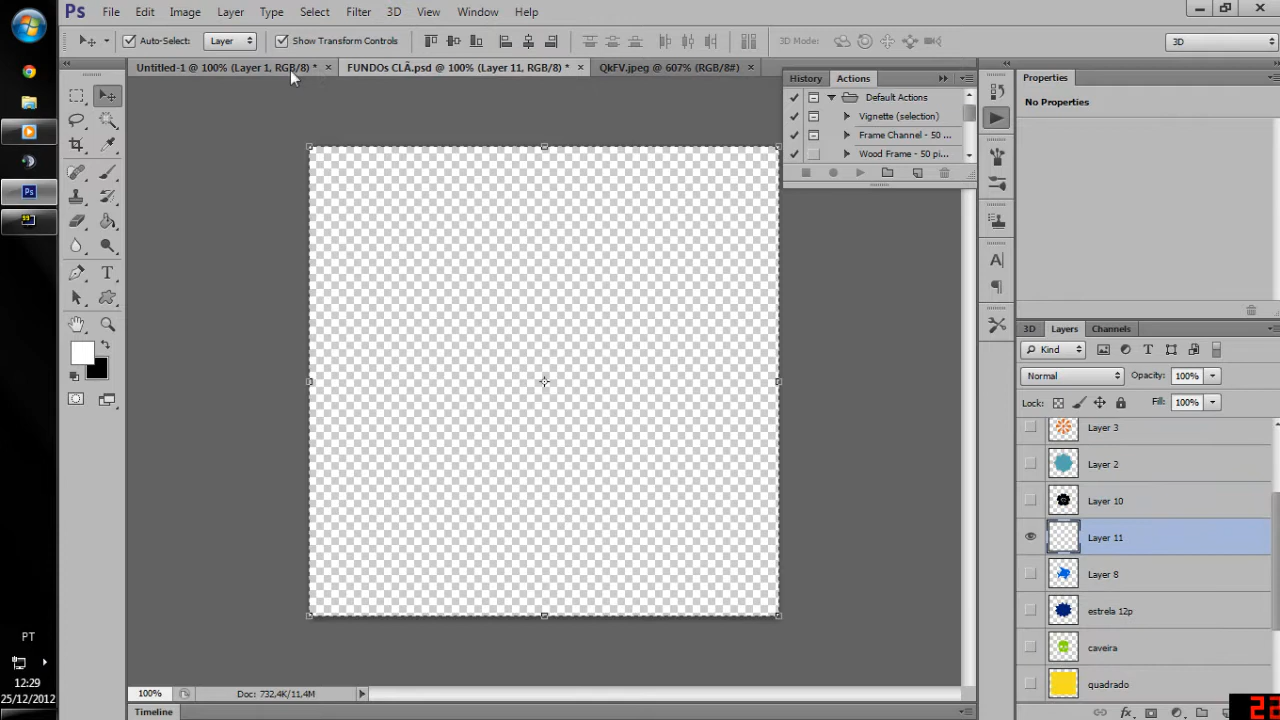 Ps File Edit Image Layer Type Select Filter 3D View Window Help
Auto-Select: Layer Show Transform Controls 3D Mode: 3D
Untitled-1 @ 100% (Layer 1, RGB/8) * × FUNDOs CLÃ.psd @ 100% (Layer 11, RGB/8) * × QkFV.jpeg @ 607% (RGB/8) ×
History Actions
Default Actions
Vignette (selection)
Frame Channel - 50 ...
Wood Frame - 50 pi...
Properties
No Properties
3D Layers Channels
Kind
Normal Opacity: 100%
Lock: Fill: 100%
Layer 3
Layer 2
Layer 10
Layer 11
Layer 8
estrela 12p
caveira
quadrado
PT
12:29
25/12/2012
100% Doc: 732,4K/11,4M
Timeline
22